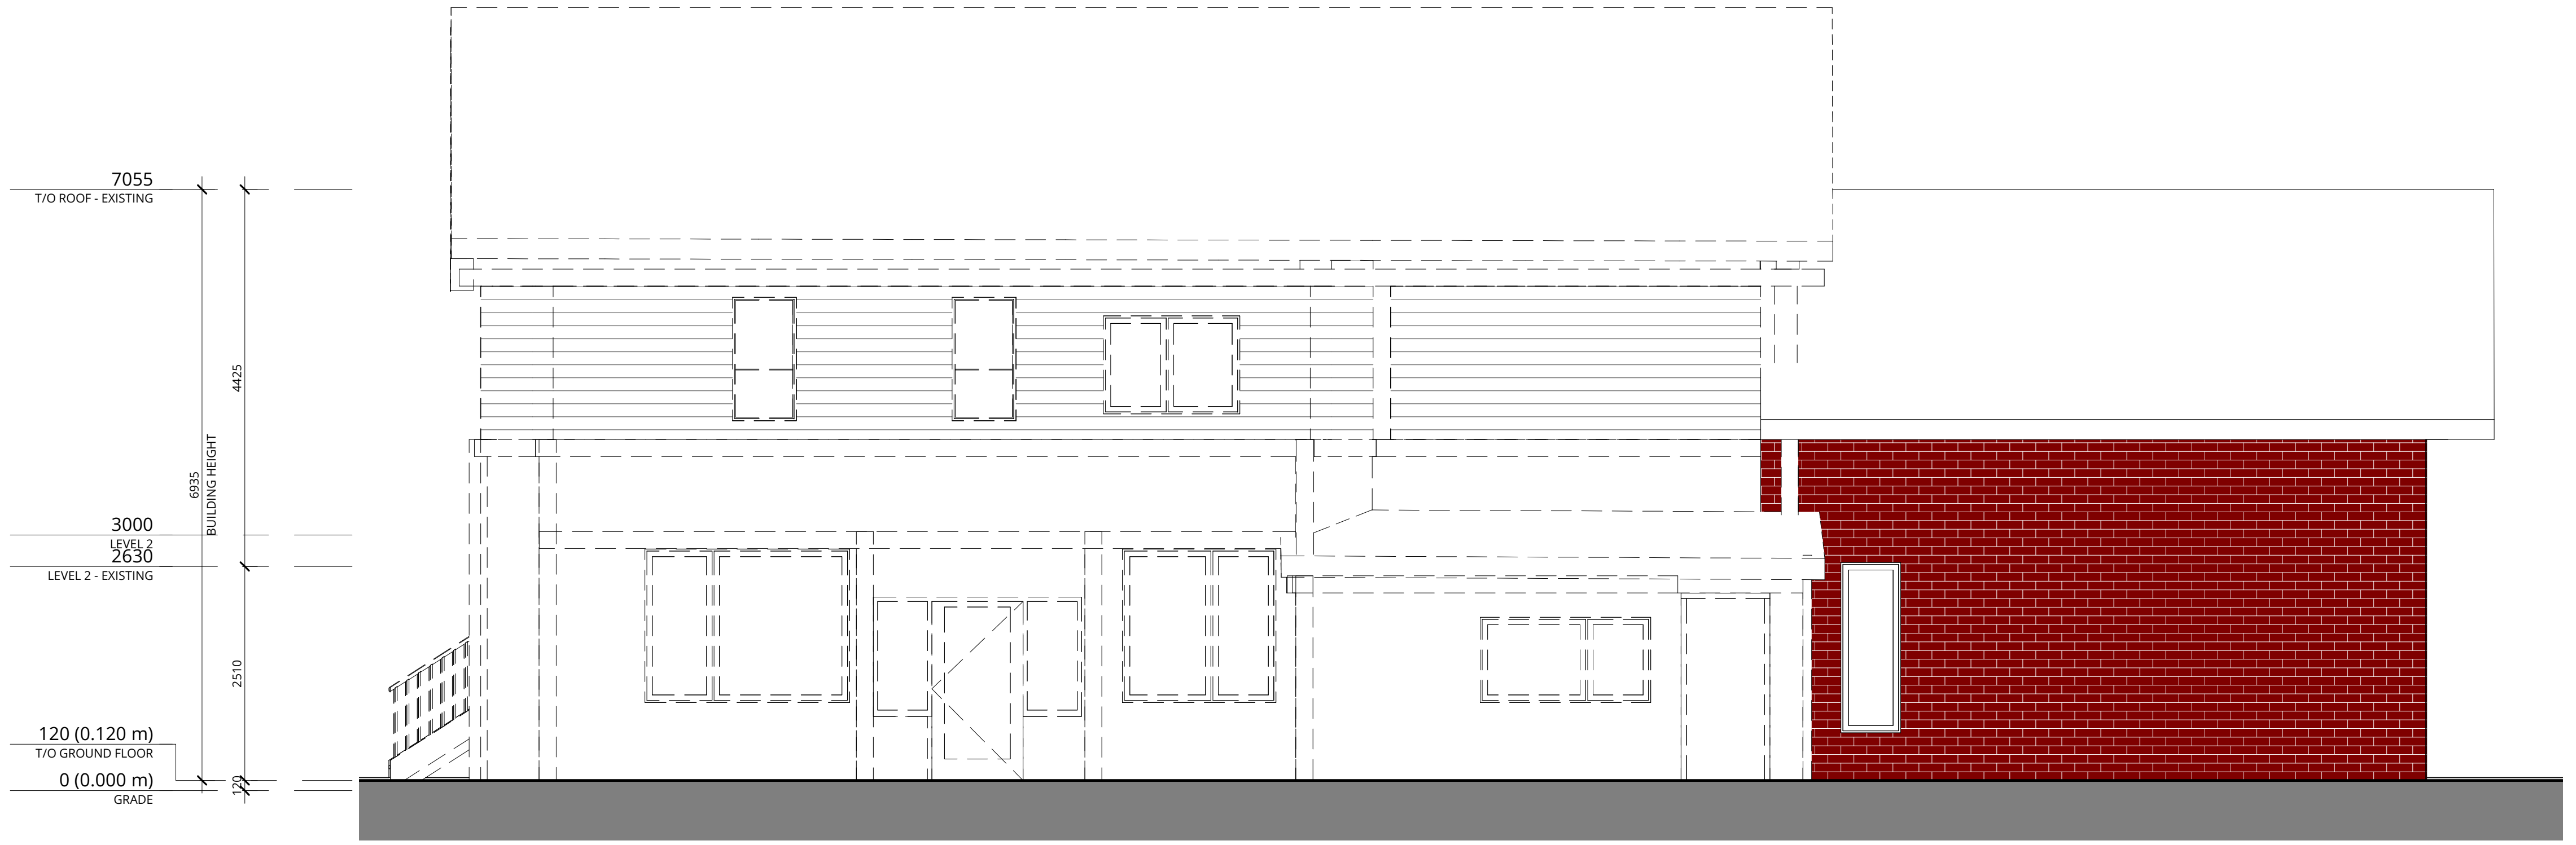 7055
T/O ROOF - EXISTING
4425
6935
BUILDING HEIGHT
3000
LEVEL 2
2630
LEVEL 2 - EXISTING
2510
120 (0.120 m)
T/O GROUND FLOOR
0 (0.000 m)
GRADE
120